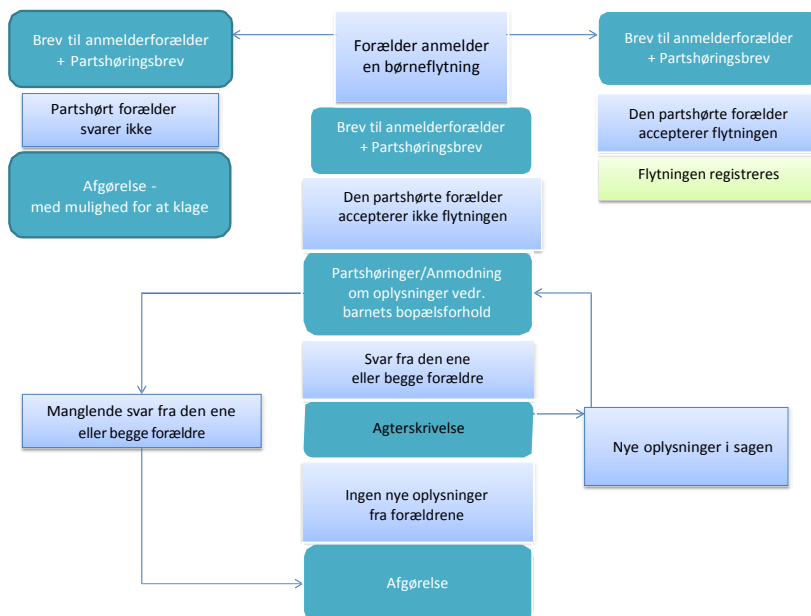 Brev til anmelderforælder
+ Partshøringsbrev
Partshørt forælder
svarer ikke
Afgørelse -
med mulighed for at klage
Forælder anmelder
en børneflytning
Brev til anmelderforælder
+ Partshøringsbrev
Den partshørte forælder
accepterer ikke flytningen
Brev til anmelderforælder
+ Partshøringsbrev
Den partshørte forælder
accepterer flytningen
Flytningen registreres
Partshøringer/Anmodning
om oplysninger vedr.
barnets bopælsforhold
Svar fra den ene
eller begge forældre
Manglende svar fra den ene
eller begge forældre
Agterskrivelse
Nye oplysninger i sagen
Ingen nye oplysninger
fra forældrene
Afgørelse